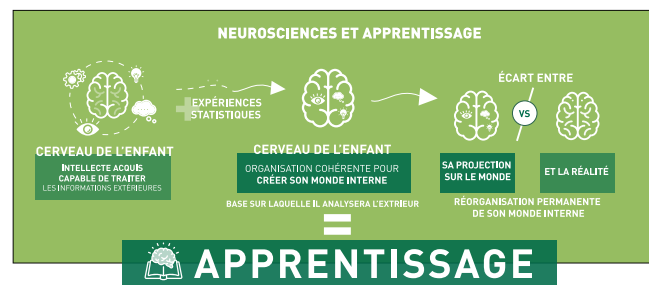 NEUROSCIENCES ET APPRENTISSAGE
+EXPÉRIENCES
STATISTIQUES
CERVEAU DE L'ENFANT
INTELLECTE ACQUIS
CAPABLE DE TRAITER
LES INFORMATIONS EXTÉRIEURES
CERVEAU DE L'ENFANT
ORGANISATION COHÉRENTE POUR
CRÉER SON MONDE INTERNE
BASE SUR LAQUELLE IL ANALYSERA L'EXTRIEUR
ÉCART ENTRE
VS
SA PROJECTION
SUR LE MONDE
ET LA RÉALITÉ
RÉORGANISATION PERMANENTE
DE SON MONDE INTERNE
=
APPRENTISSAGE